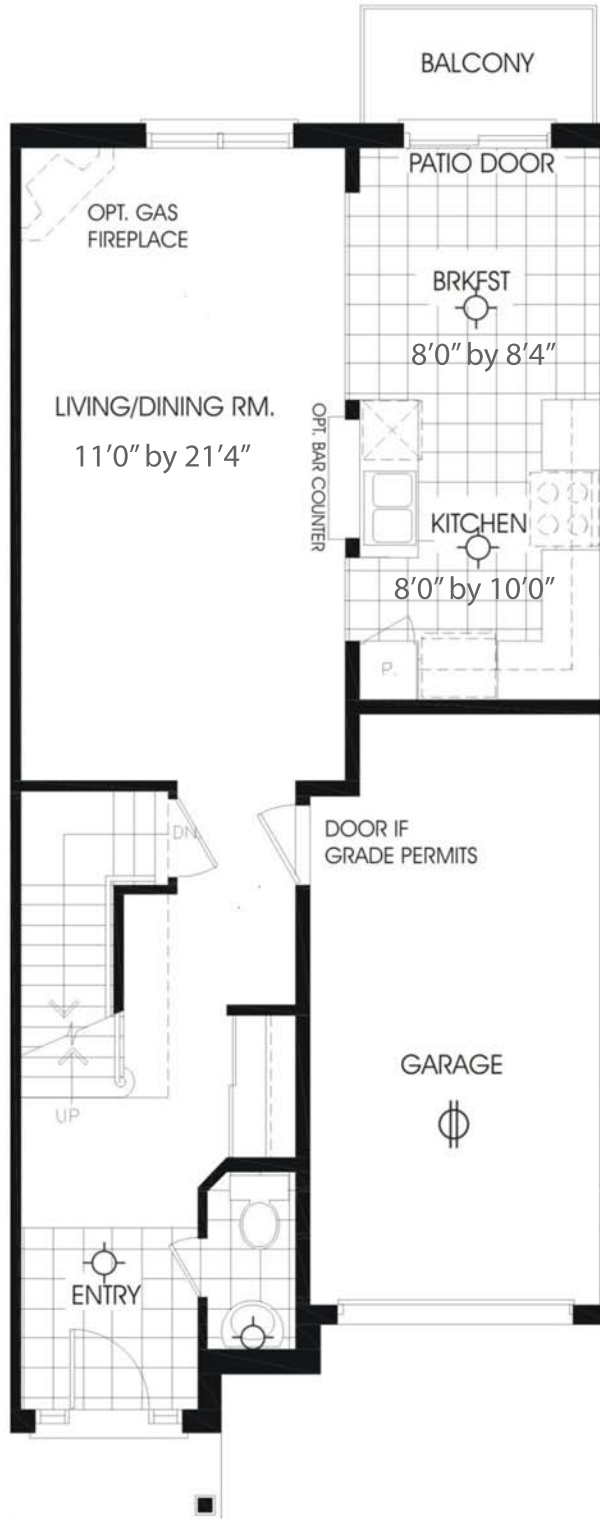 BALCONY
PATIO DOOR
OPT. GAS
FIREPLACE
BRKFST
8'0” by 8'4”
LIVING/DINING RM.
11'0” by 21'4”
OPT. BAR COUNTER
KITCHEN
8'0” by 10'0”
P.
DN.
DOOR IF
GRADE PERMITS
GARAGE
UP
ENTRY